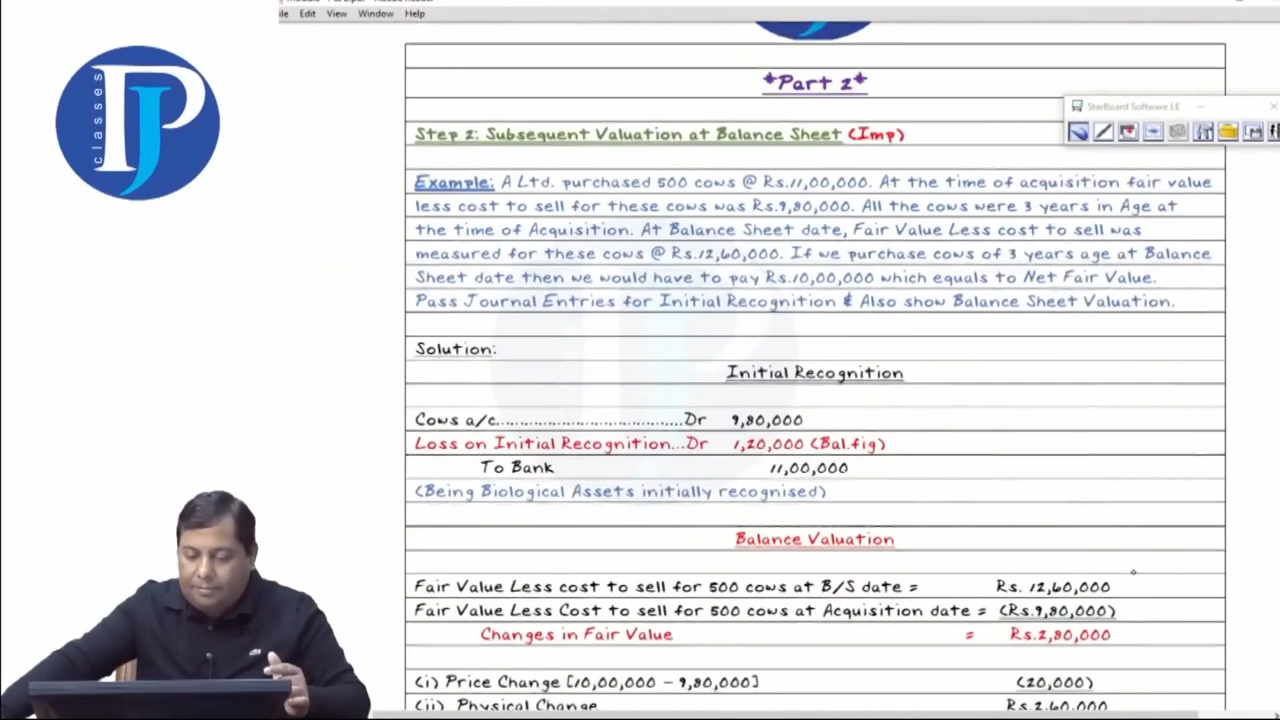 File Edit View Window Help
classes
PJ
StarBoard Software LE
*Part 2*
Step 2: Subsequent Valuation at Balance Sheet (Imp)
Example: A Ltd. purchased 500 cows @ Rs.11,00,000. At the time of acquisition fair value
less cost to sell for these cows was Rs.9,80,000. All the cows were 3 years in Age at
the time of Acquisition. At Balance Sheet date, Fair Value Less cost to sell was
measured for these cows @ Rs.12,60,000. If we purchase cows of 3 years age at Balance
Sheet date then we would have to pay Rs.10,00,000 which equals to Net Fair Value.
Pass Journal Entries for Initial Recognition & Also show Balance Sheet Valuation.
Solution:
Initial Recognition
Cows a/c.......................................Dr 9,80,000
Loss on Initial Recognition...Dr 1,20,000 (Bal.fig)
To Bank 11,00,000
(Being Biological Assets initially recognised)
Balance Valuation
Fair Value Less cost to sell for 500 cows at B/S date = Rs. 12,60,000
Fair Value Less Cost to sell for 500 cows at Acquisition date = (Rs.9,80,000)
Changes in Fair Value = Rs.2,80,000
(i) Price Change [10,00,000 - 9,80,000] (20,000)
(ii) Physical Change Rs.2,60,000